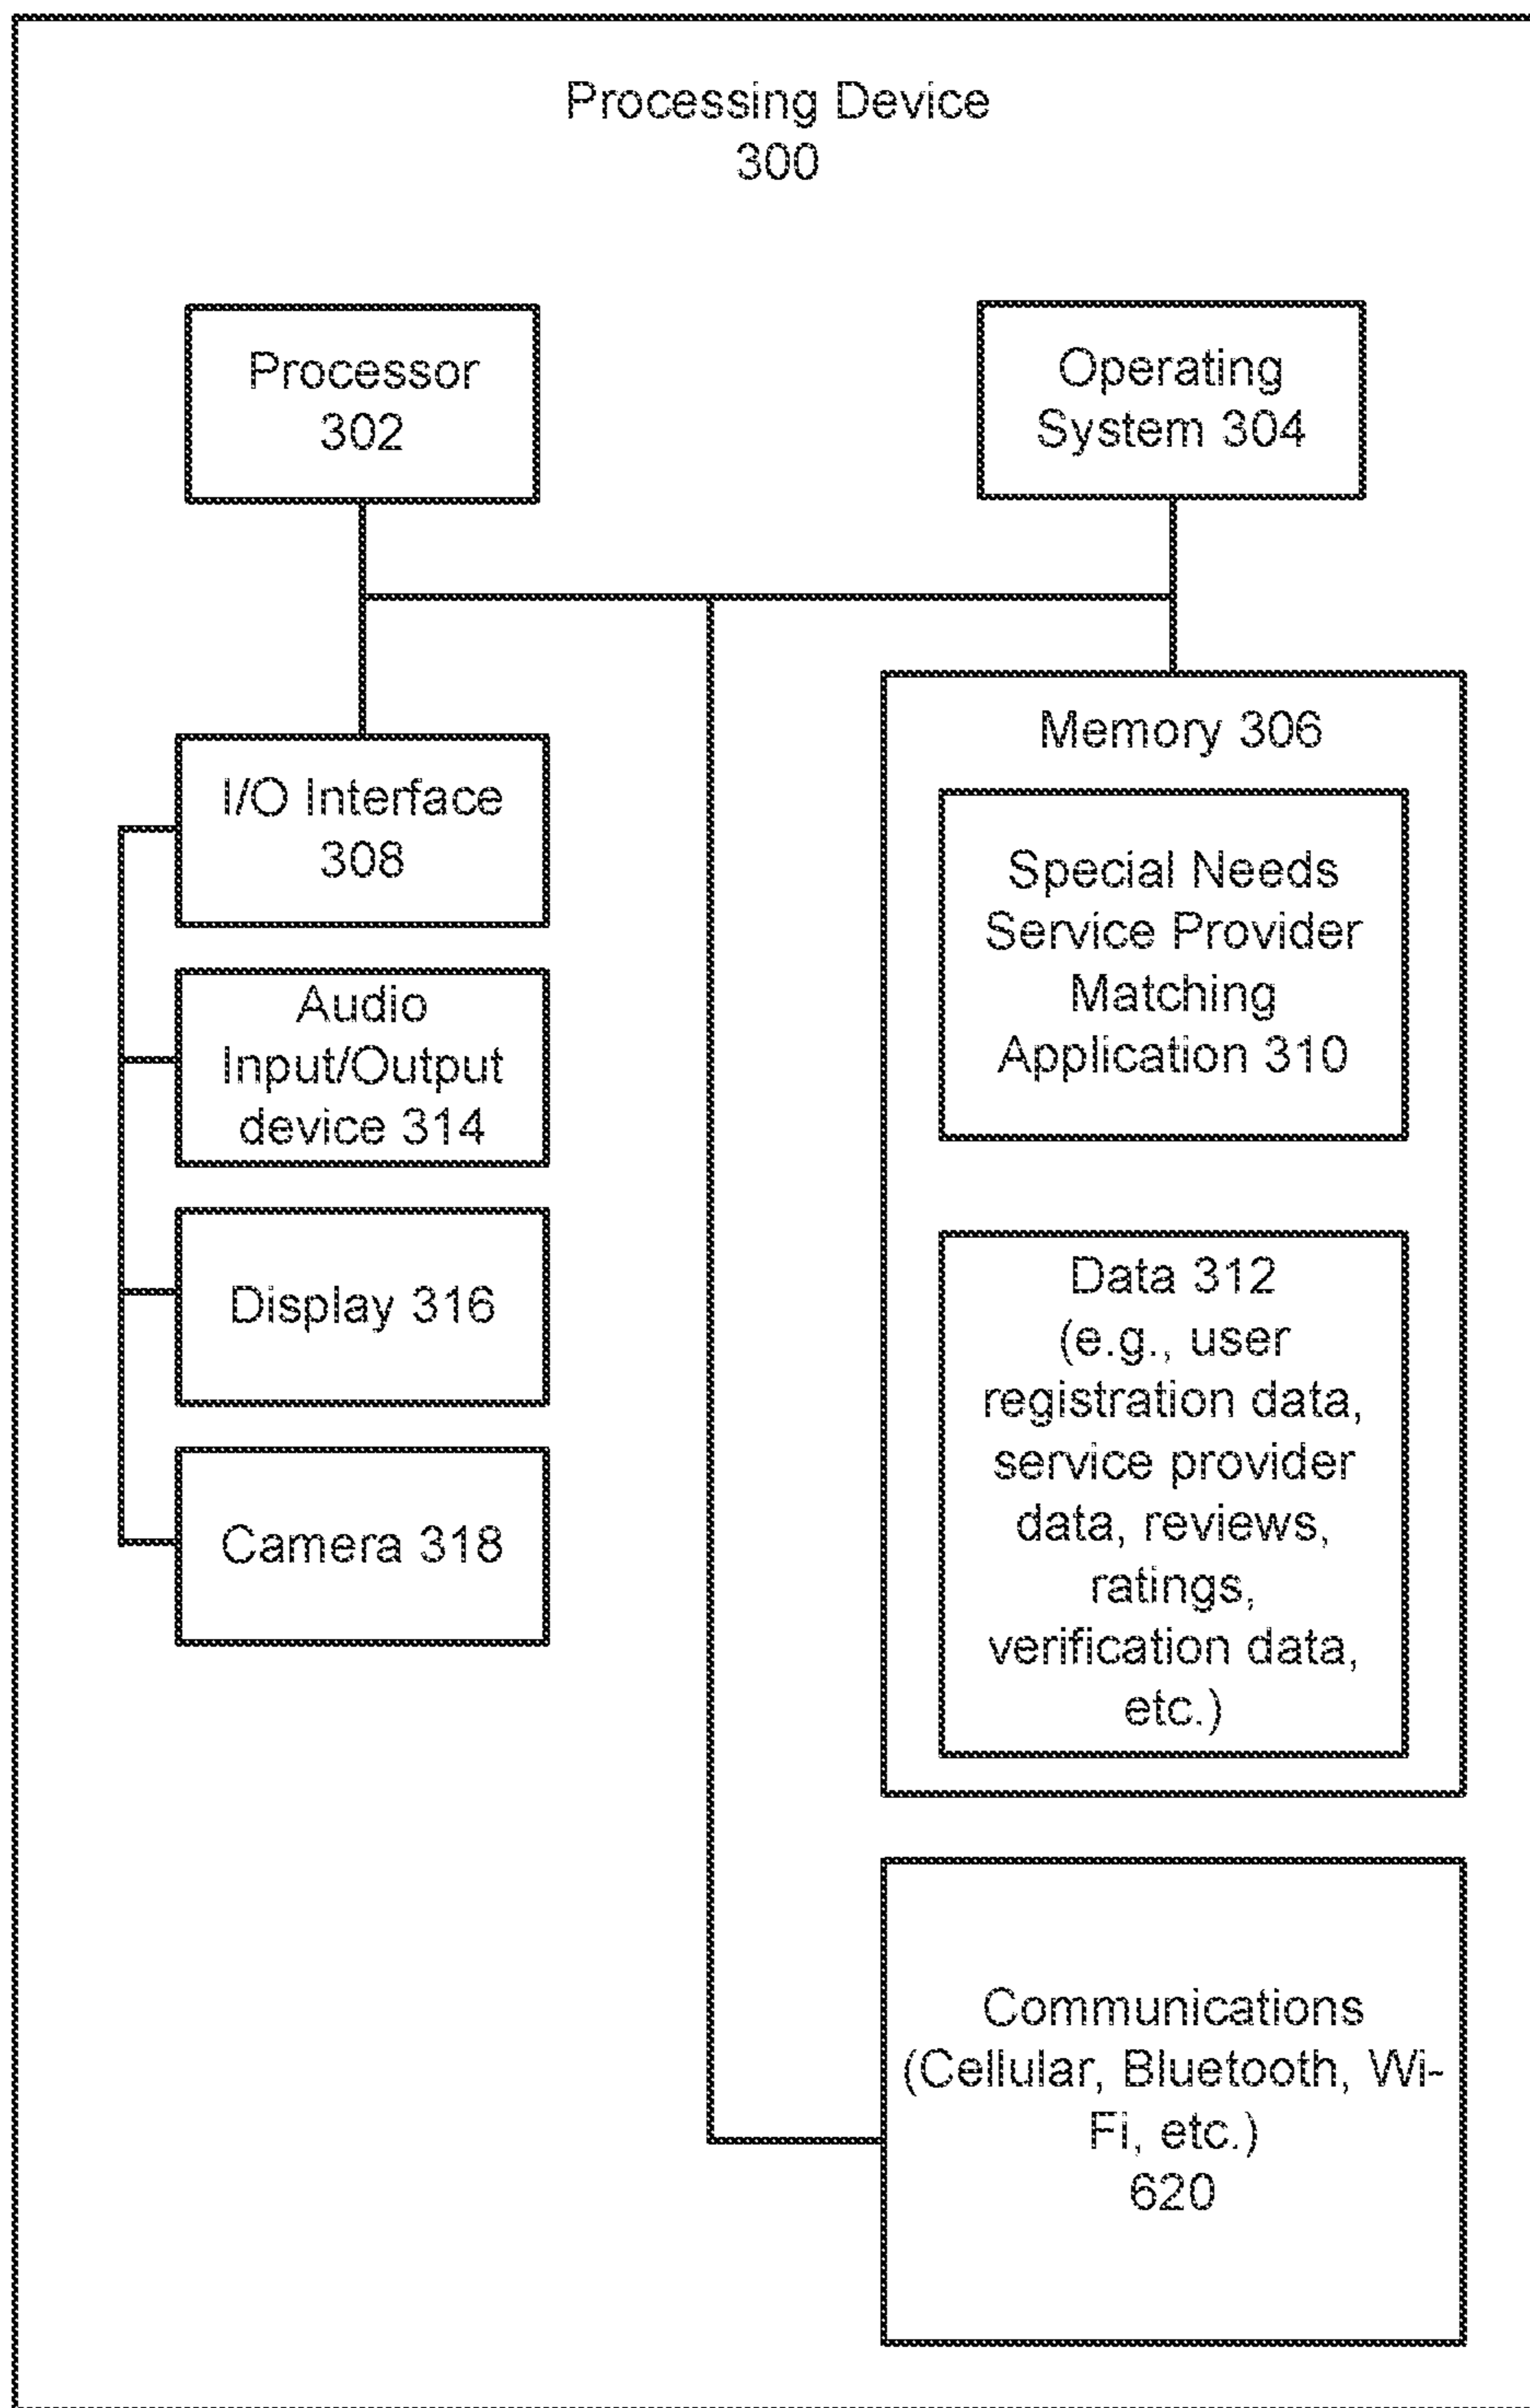 Processing Device
300
Processor
302
Operating
System 304
I/O Interface
308
Audio
Input/Output
device 314
Display 316
Camera 318
Memory 306
Special Needs
Service Provider
Matching
Application 310
Data 312
(e.g., user
registration data,
service provider
data, reviews,
ratings,
verification data,
etc.)
Communications
(Cellular, Bluetooth, Wi-
Fi, etc.)
620